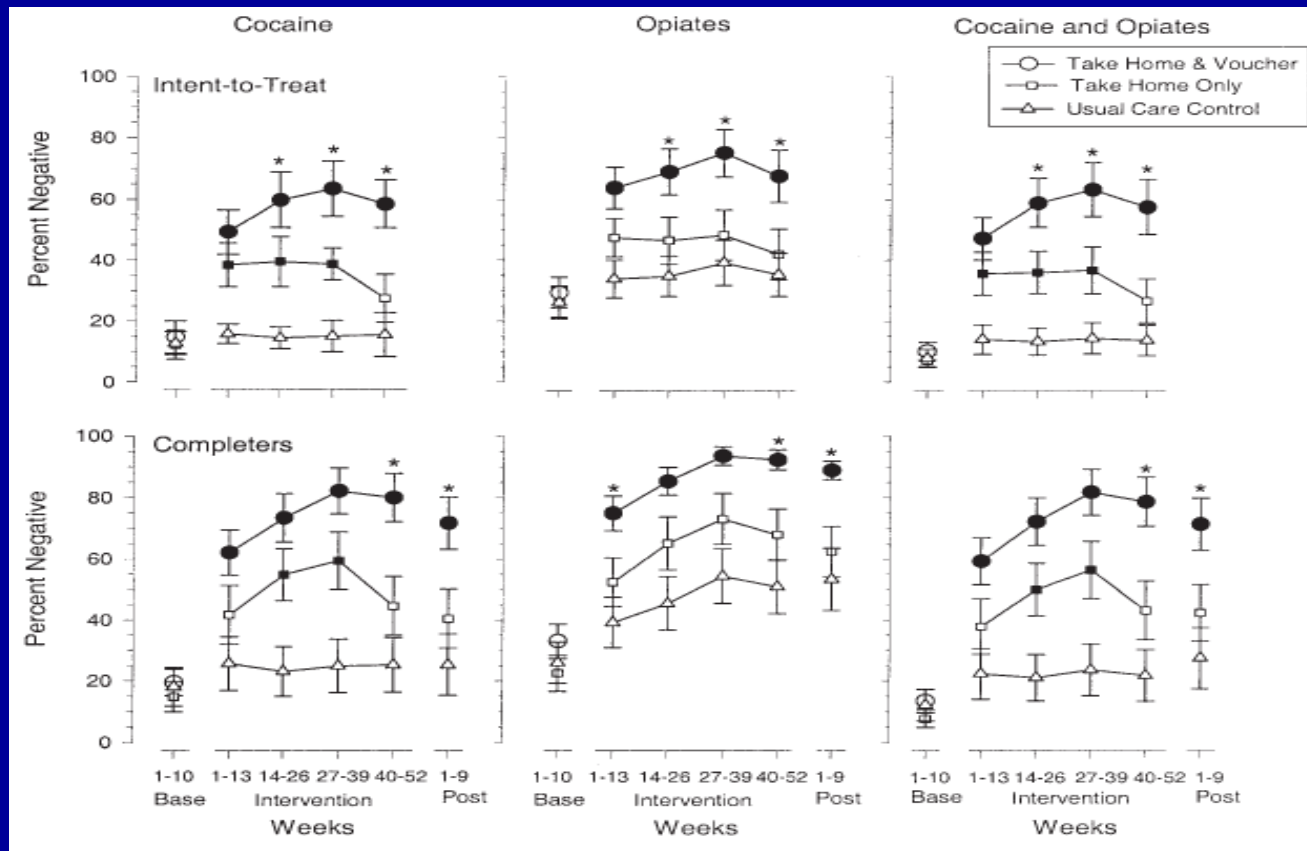 Cocaine
Opiates
Cocaine and Opiates
Take Home & Voucher
Take Home Only
Usual Care Control
Intent-to-Treat
Percent Negative
100
80
60
40
20
0
* * *
* * *
* * *
Completers
Percent Negative
100
80
60
40
20
0
* *
* * *
* *
1-10 1-13 14-26 27-39 40-52 1-9
Base Intervention Post
Weeks
1-10 1-13 14-26 27-39 40-52 1-9
Base Intervention Post
Weeks
1-10 1-13 14-26 27-39 40-52 1-9
Base Intervention Post
Weeks